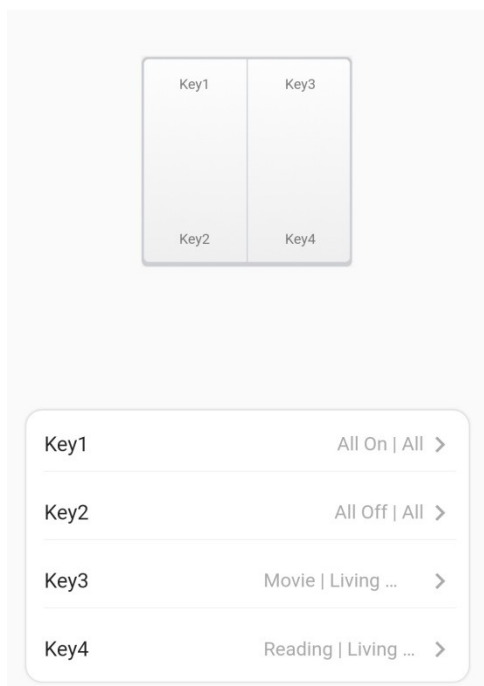 Key1 Key3
Key2 Key4
Key1 All On | All
Key2 All Off | All
Key3 Movie | Living ...
Key4 Reading | Living ...